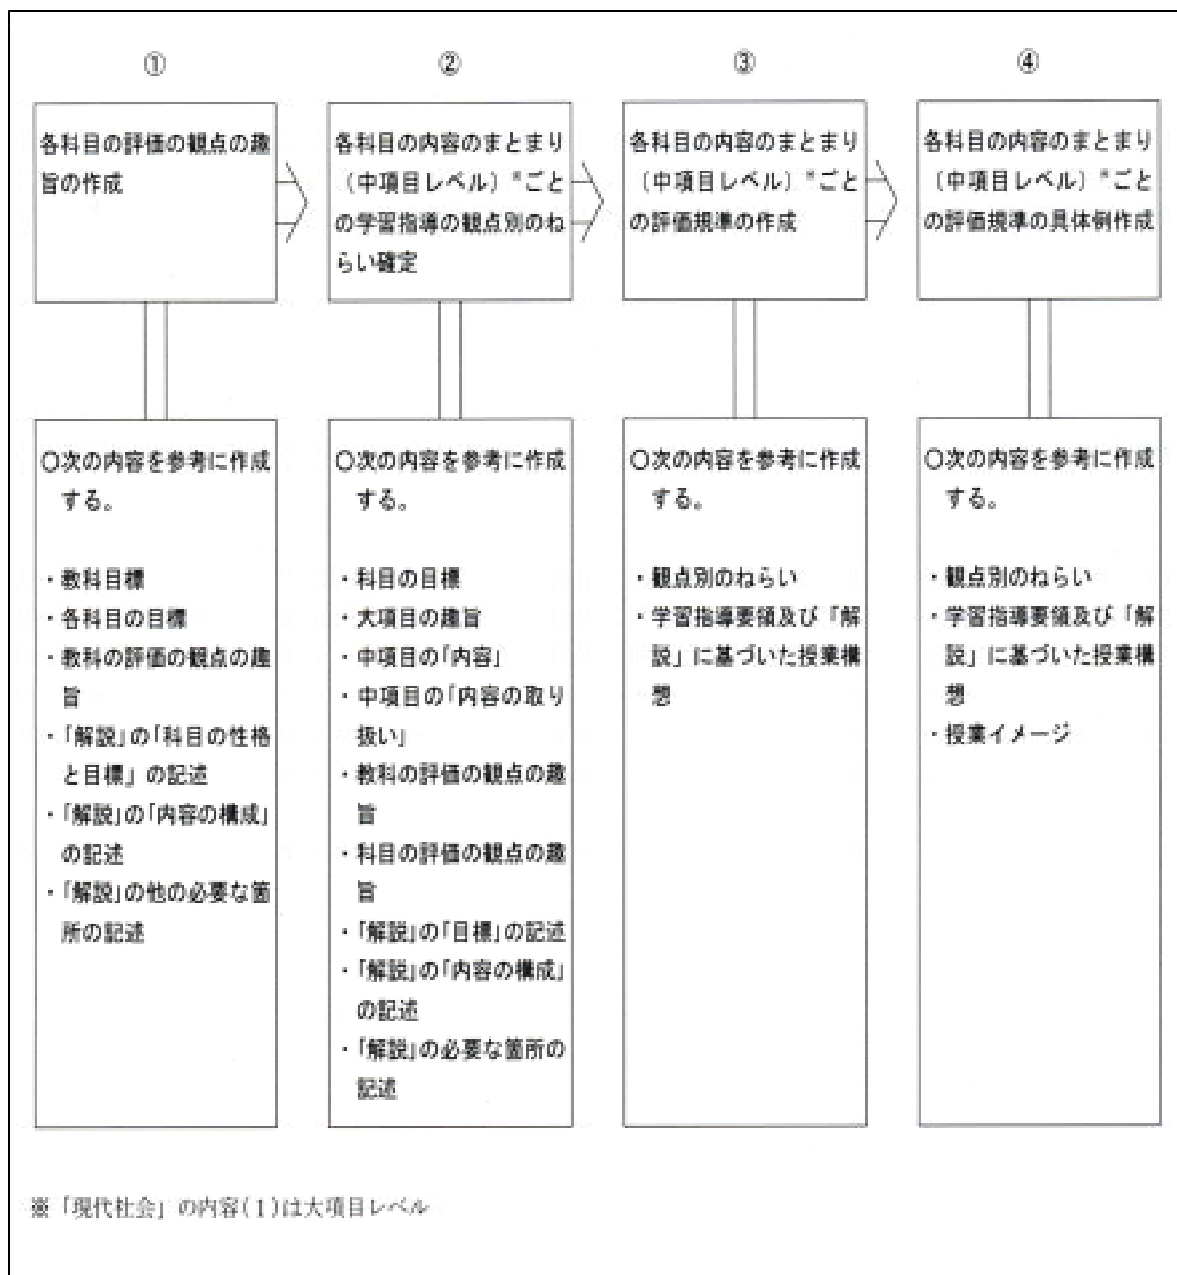 ①
②
③
④
各科目の評価の観点の趣
旨の作成
各科目の内容のまとまり
（中項目レベル）※ごと
の学習指導の観点別のね
らい確定
各科目の内容のまとまり
（中項目レベル）※ごと
の評価規準の作成
各科目の内容のまとまり
（中項目レベル）※ごと
の評価規準の具体例作成
○次の内容を参考に作成
する。
・教科目標
・各科目の目標
・教科の評価の観点の趣
旨
・「解説」の「科目の性格
と目標」の記述
・「解説」の「内容の構成」
の記述
・「解説」の他の必要な箇
所の記述
○次の内容を参考に作成
する。
・科目の目標
・大項目の趣旨
・中項目の「内容」
・中項目の「内容の取り
扱い」
・教科の評価の観点の趣
旨
・科目の評価の観点の趣
旨
・「解説」の「目標」の記述
・「解説」の「内容の構成」
の記述
・「解説」の必要な箇所の
記述
○次の内容を参考に作成
する。
・観点別のねらい
・学習指導要領及び「解
説」に基づいた授業構
想
○次の内容を参考に作成
する。
・観点別のねらい
・学習指導要領及び「解
説」に基づいた授業構
想
・授業イメージ
※「現代社会」の内容(1)は大項目レベル